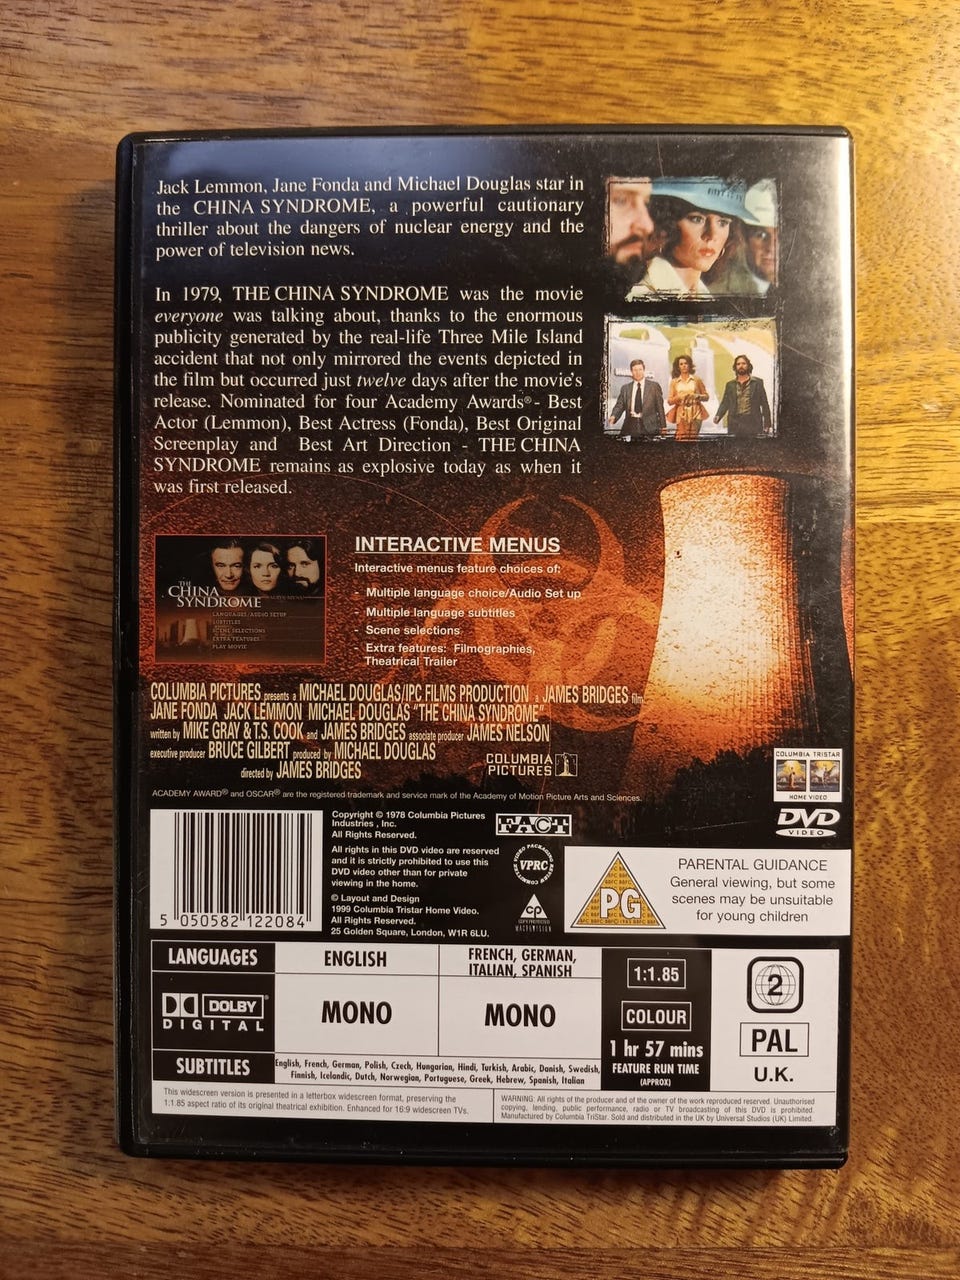 Jack Lemmon, Jane Fonda and Michael Douglas star in
the CHINA SYNDROME, a powerful cautionary
thriller about the dangers of nuclear energy and the
power of television news.
In 1979, THE CHINA SYNDROME was the movie
everyone was talking about, thanks to the enormous
publicity generated by the real-life Three Mile Island
accident that not only mirrored the events depicted in
the film but occurred just twelve days after the movie's
release. Nominated for four Academy Awards® - Best
Actor (Lemmon), Best Actress (Fonda), Best Original
Screenplay and Best Art Direction - THE CHINA
SYNDROME remains as explosive today as when it
was first released.
THE
CHINA
SYNDROME
LANGUAGES/AUDIO SETUP
SUBTITLES
SCENE SELECTIONS
EXTRA FEATURES
PLAY MOVIE
INTERACTIVE MENUS
Interactive menus feature choices of:
- Multiple language choice/Audio Set up
- Multiple language subtitles
- Scene selections
- Extra features: Filmographies,
Theatrical Trailer
COLUMBIA PICTURES presents a MICHAEL DOUGLAS/IPC FILMS PRODUCTION a JAMES BRIDGES film
JANE FONDA JACK LEMMON MICHAEL DOUGLAS "THE CHINA SYNDROME"
written by MIKE GRAY & T.S. COOK and JAMES BRIDGES associate producer JAMES NELSON
executive producer BRUCE GILBERT produced by MICHAEL DOUGLAS
directed by JAMES BRIDGES
COLUMBIA
PICTURES
COLUMBIA TRISTAR
HOME VIDEO
ACADEMY AWARD® and OSCAR® are the registered trademark and service mark of the Academy of Motion Picture Arts and Sciences.
DVD
VIDEO
5 050582 122084
Copyright © 1978 Columbia Pictures
Industries , Inc.
All Rights Reserved.
All rights in this DVD video are reserved
and it is strictly prohibited to use this
DVD video other than for private
viewing in the home.
© Layout and Design
1999 Columbia Tristar Home Video.
All Rights Reserved.
25 Golden Square, London, W1R 6LU.
FACT
VIDEO PACKAGING REVIEW COMMITTEE
VPRC
CP
COPY PROTECTED
MACROVISION
PG
PARENTAL GUIDANCE
General viewing, but some
scenes may be unsuitable
for young children
LANGUAGES
ENGLISH
FRENCH, GERMAN,
ITALIAN, SPANISH
DOLBY
DIGITAL
MONO
MONO
SUBTITLES
English, French, German, Polish, Czech, Hungarian, Hindi, Turkish, Arabic, Danish, Swedish,
Finnish, Icelandic, Dutch, Norwegian, Portuguese, Greek, Hebrew, Spanish, Italian
1:1.85
COLOUR
1 hr 57 mins
FEATURE RUN TIME
(APPROX)
2
PAL
U.K.
This widescreen version is presented in a letterbox widescreen format, preserving the
1:1.85 aspect ratio of its original theatrical exhibition. Enhanced for 16:9 widescreen TVs.
WARNING: All rights of the producer and of the owner of the work reproduced reserved. Unauthorised
copying, lending, public performance, radio or TV broadcasting of this DVD is prohibited.
Manufactured by Columbia TriStar. Sold and distributed in the UK by Universal Studios (UK) Limited.